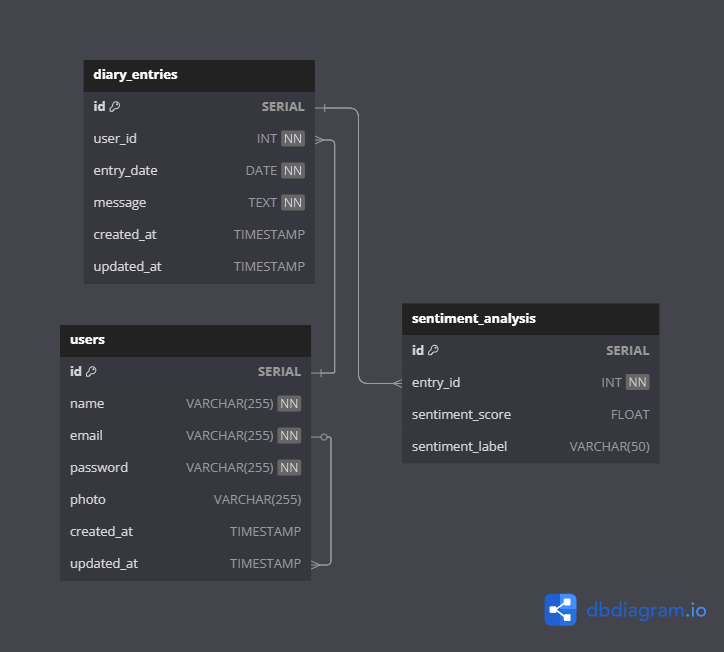 diary_entries
id SERIAL
user_id INT NN
entry_date DATE NN
message TEXT NN
created_at TIMESTAMP
updated_at TIMESTAMP
users
id SERIAL
name VARCHAR(255) NN
email VARCHAR(255) NN
password VARCHAR(255) NN
photo VARCHAR(255)
created_at TIMESTAMP
updated_at TIMESTAMP
sentiment_analysis
id SERIAL
entry_id INT NN
sentiment_score FLOAT
sentiment_label VARCHAR(50)
dbdiagram.io